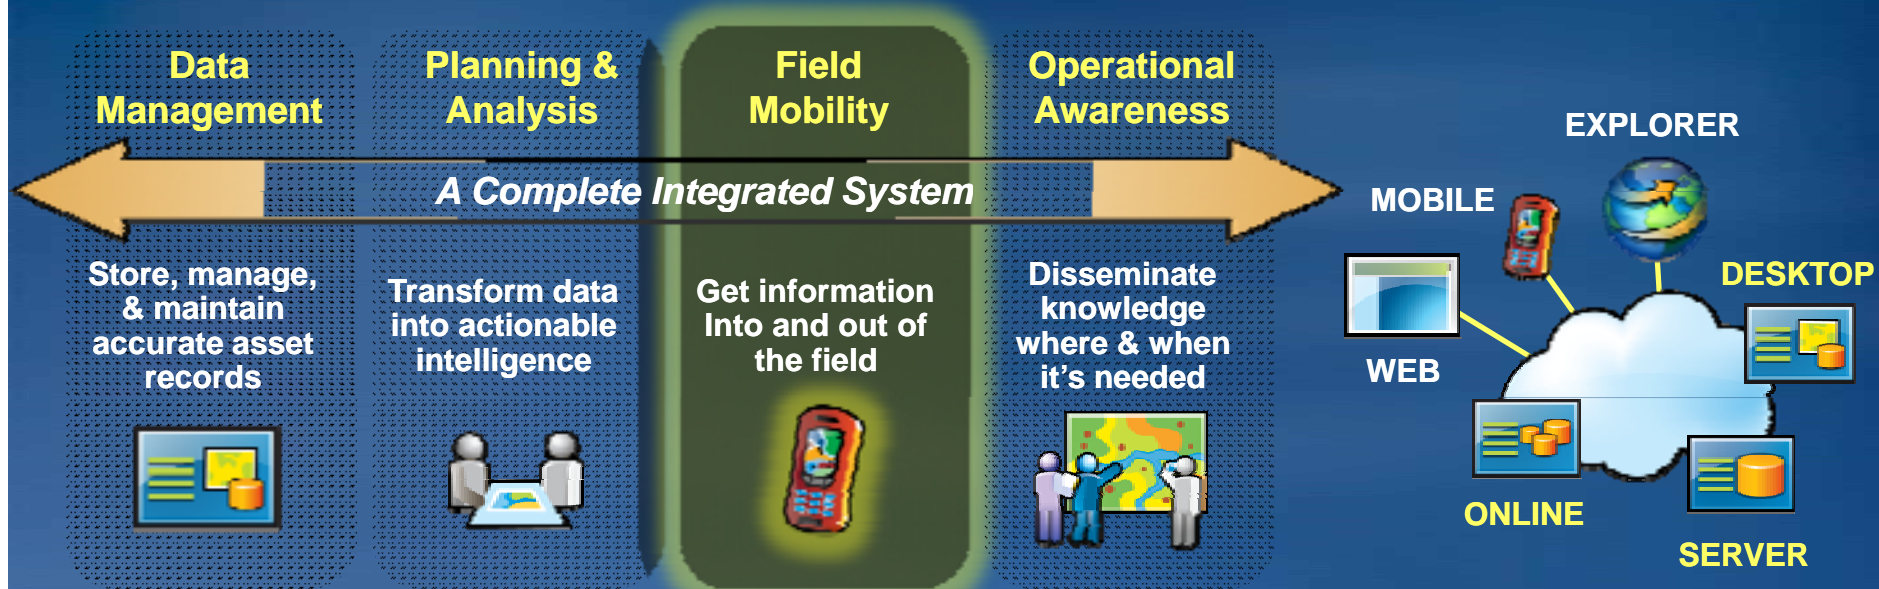 Data
Management
Planning &
Analysis
Field
Mobility
Operational
Awareness
A Complete Integrated System
Store, manage,
& maintain
accurate asset
records
Transform data
into actionable
intelligence
Get information
Into and out of
the field
Disseminate
knowledge
where & when
it's needed
EXPLORER
MOBILE
DESKTOP
WEB
ONLINE
SERVER